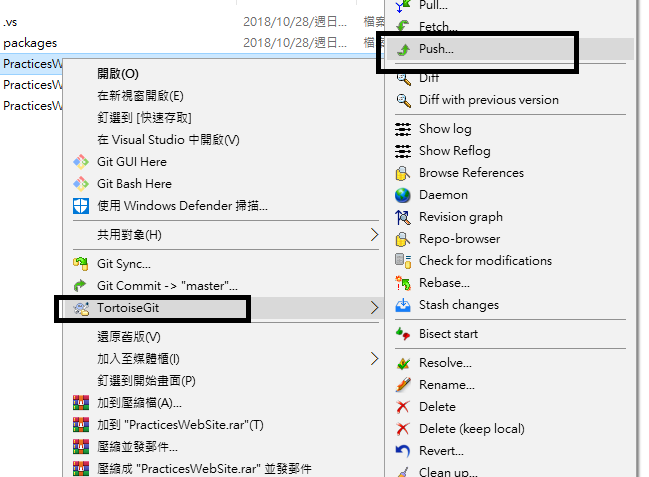 .vs
2018/10/28/週日...
檔案
packages
2018/10/28/週日...
檔案
PracticesW
PracticesW
PracticesW
開啟(O)
在新視窗開啟(E)
釘選到 [快速存取]
在 Visual Studio 中開啟(V)
Git GUI Here
Git Bash Here
使用 Windows Defender 掃描...
共用對象(H)
Git Sync...
Git Commit -> "master"...
TortoiseGit
還原舊版(V)
加入至媒體櫃(I)
釘選到開始畫面(P)
加到壓縮檔(A)...
加到 "PracticesWebSite.rar"(T)
壓縮並發郵件...
壓縮成 "PracticesWebSite.rar" 並發郵件
Pull...
Fetch...
Push...
Diff
Diff with previous version
Show log
Show Reflog
Browse References
Daemon
Revision graph
Repo-browser
Check for modifications
Rebase...
Stash changes
Bisect start
Resolve...
Rename...
Delete
Delete (keep local)
Revert...
Clean up...